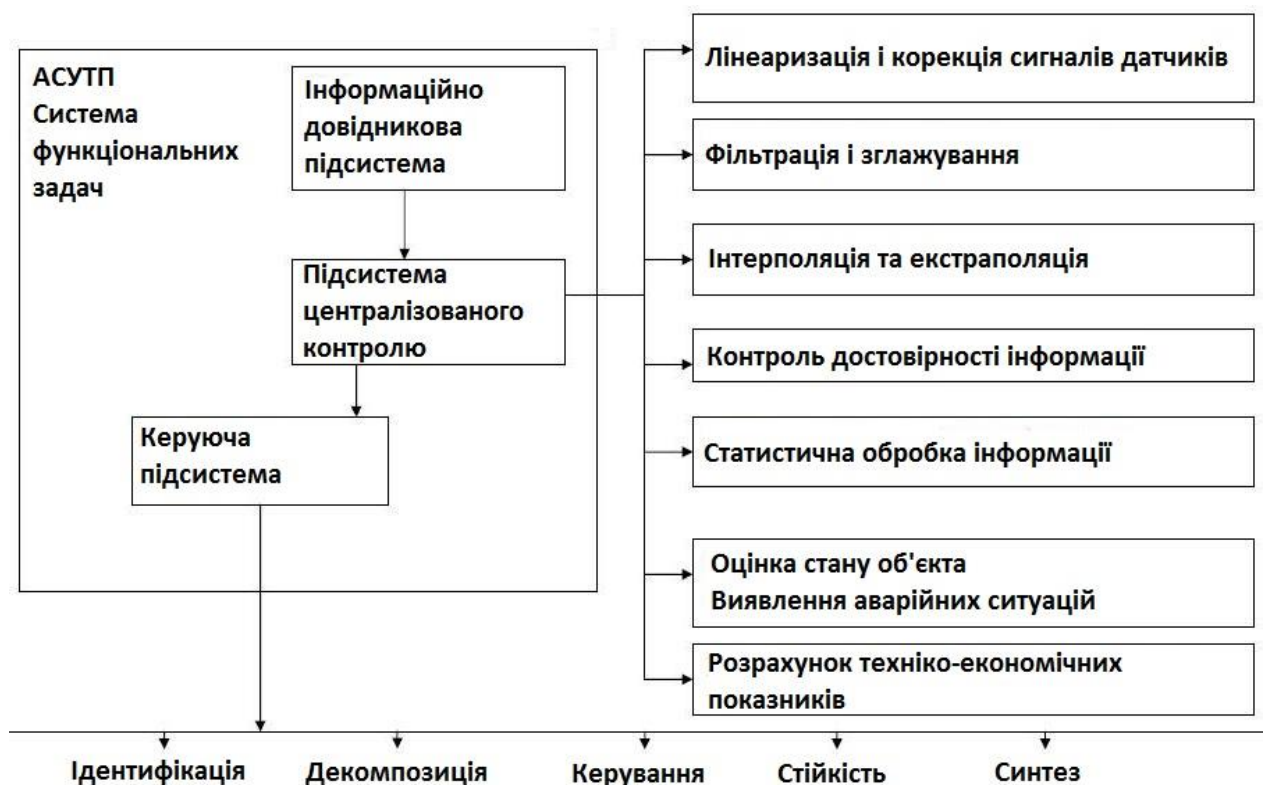 АСУТП
Система
функціональних
задач
Інформаційно
довідникова
підсистема
Підсистема
централізованого
контролю
Керуюча
підсистема
Лінеаризація і корекція сигналів датчиків
Фільтрація і зглажування
Інтерполяція та екстраполяція
Контроль достовірності інформації
Статистична обробка інформації
Оцінка стану об'єкта
Виявлення аварійних ситуацій
Розрахунок техніко-економічних
показників
Ідентифікація
Декомпозиція
Керування
Стійкість
Синтез